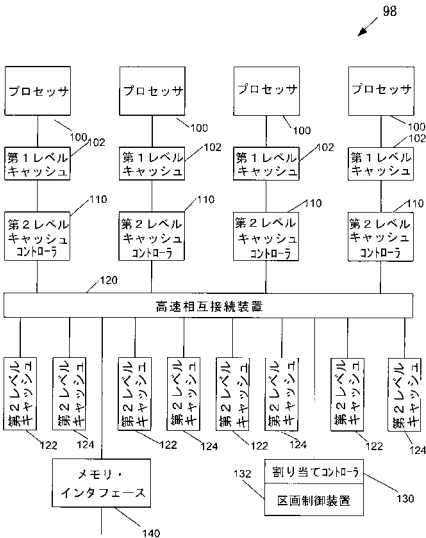 98
プロセッサ
プロセッサ
プロセッサ
プロセッサ
100
100
100
100
第1レベル
キャッシュ
102
第1レベル
キャッシュ
102
第1レベル
キャッシュ
102
第1レベル
キャッシュ
102
第2レベル
キャッシュ
コントローラ
110
第2レベル
キャッシュ
コントローラ
110
第2レベル
キャッシュ
コントローラ
110
第2レベル
キャッシュ
コントローラ
110
120
高速相互接続装置
第2レベル
キャッシュ
122
第2レベル
キャッシュ
124
第2レベル
キャッシュ
122
第2レベル
キャッシュ
124
第2レベル
キャッシュ
122
第2レベル
キャッシュ
124
第2レベル
キャッシュ
122
第2レベル
キャッシュ
124
メモリ・
インタフェース
140
132
割り当てコントローラ
区画制御装置
130